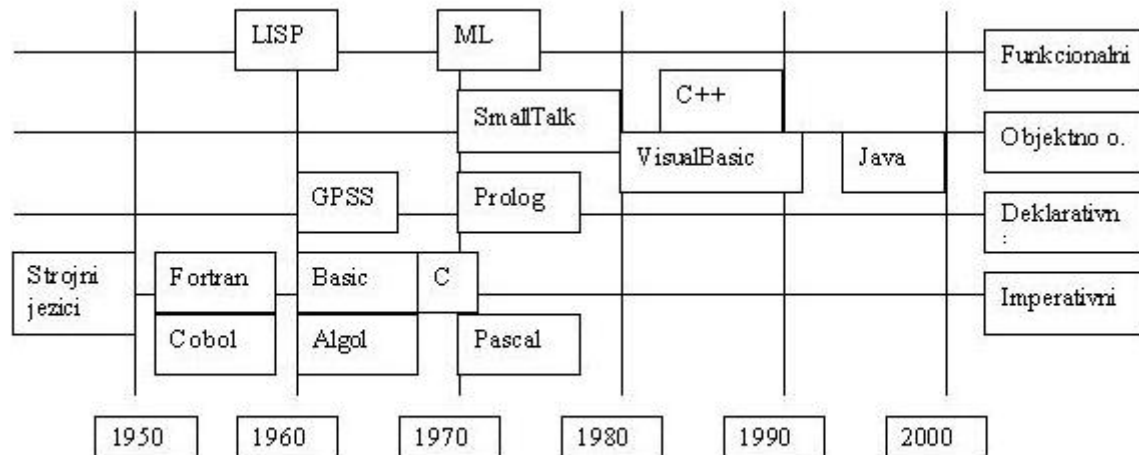 LISP
ML
Funkcionalni
C++
SmallTalk
Objektno o.
VisualBasic
Java
GPSS
Prolog
Deklarativn
Strojni
jezici
Fortran
Basic
C
Imperativni
Cobol
Algol
Pascal
1950
1960
1970
1980
1990
2000